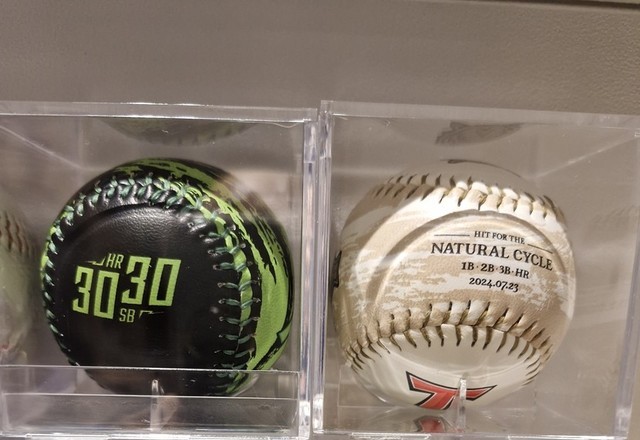 HR
30 30
SB
HIT FOR THE
NATURAL CYCLE
1B · 2B · 3B · HR
2024.07.23